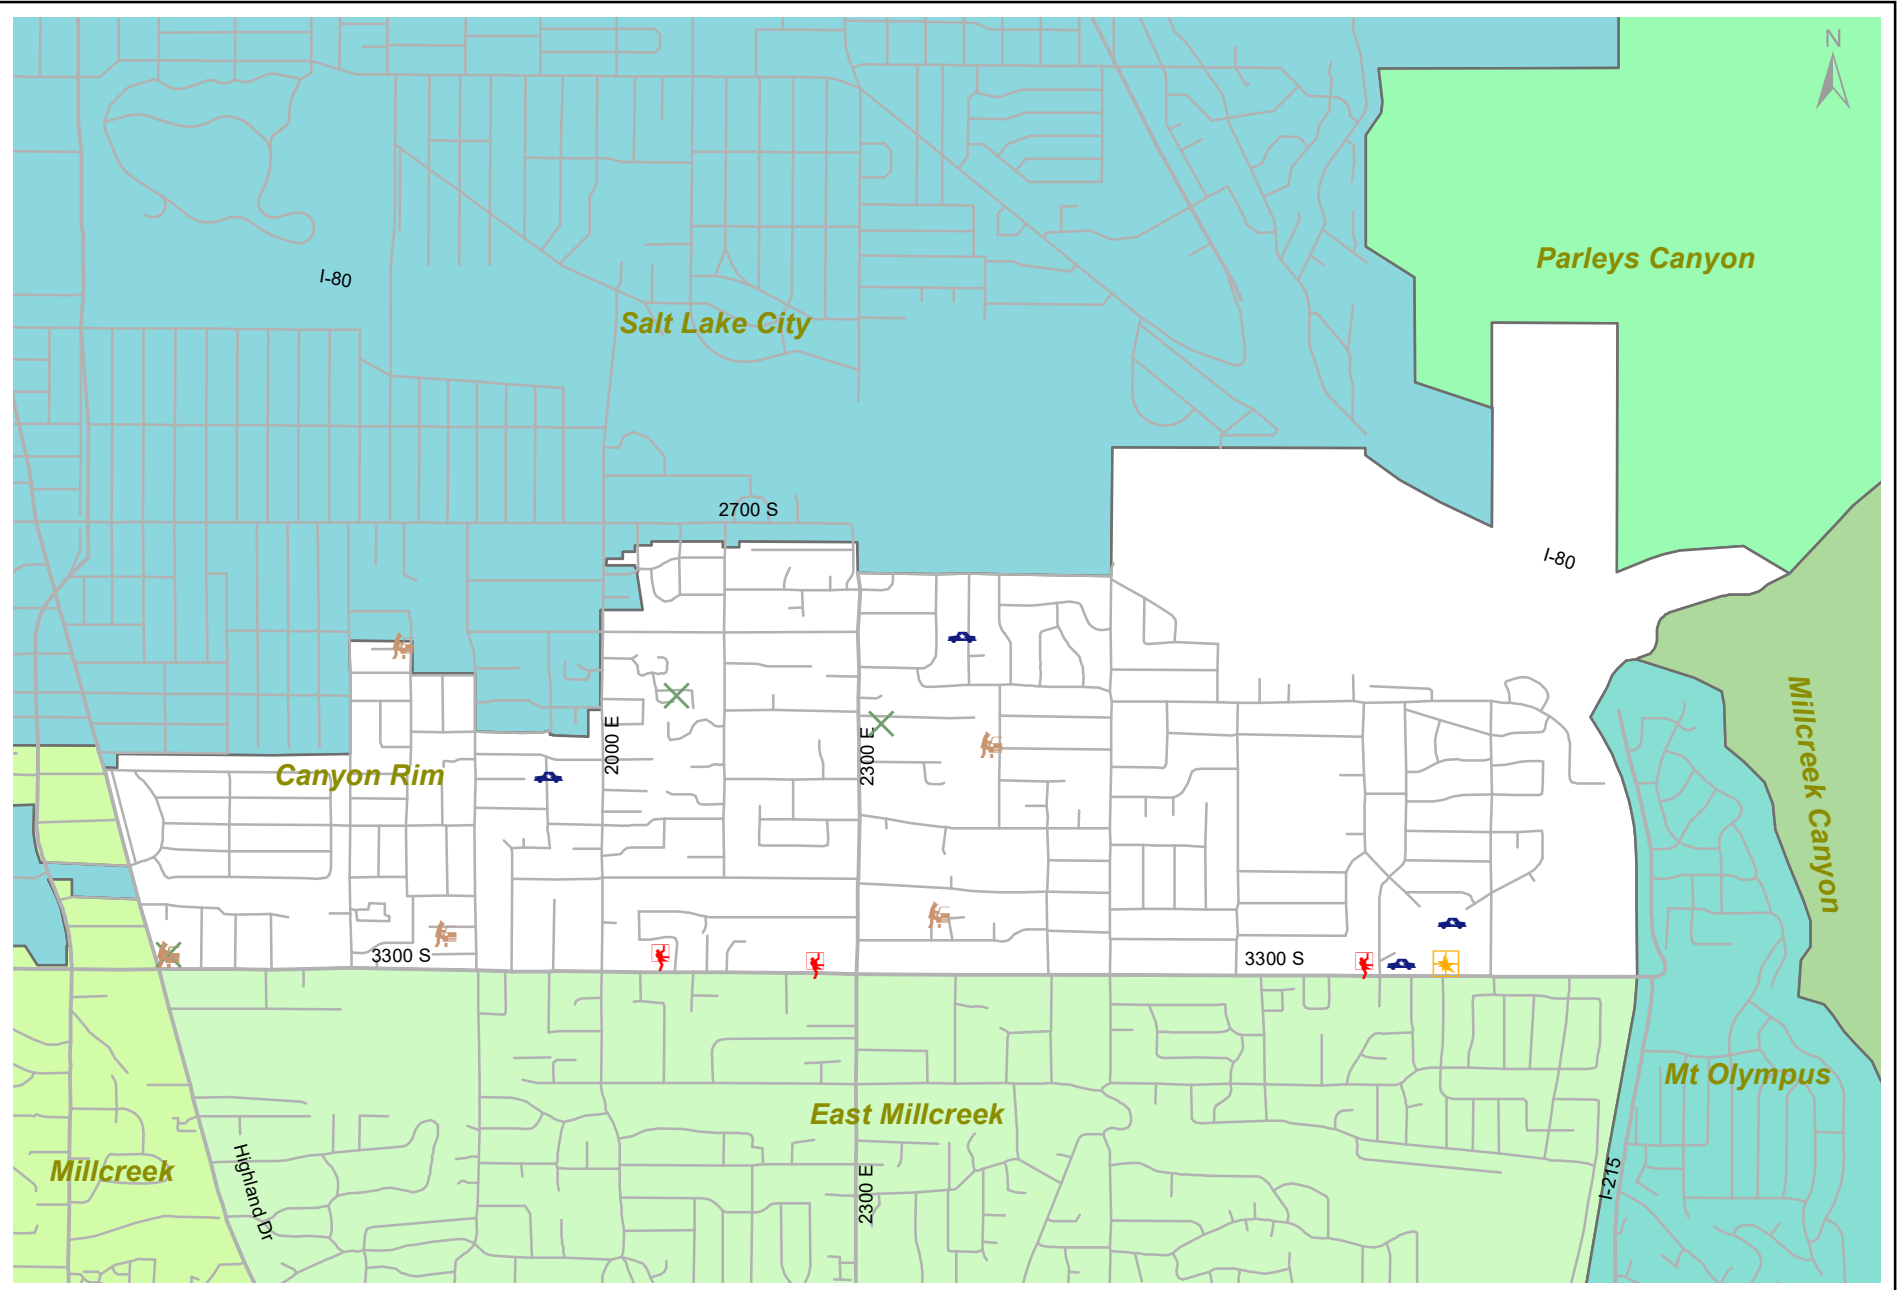 N
Parleys Canyon
I-80
Salt Lake City
2700 S
I-80
Millcreek Canyon
2000 E
2300 E
Canyon Rim
3300 S
3300 S
Mt Olympus
East Millcreek
Millcreek
Highland Dr
2300 E
I-215